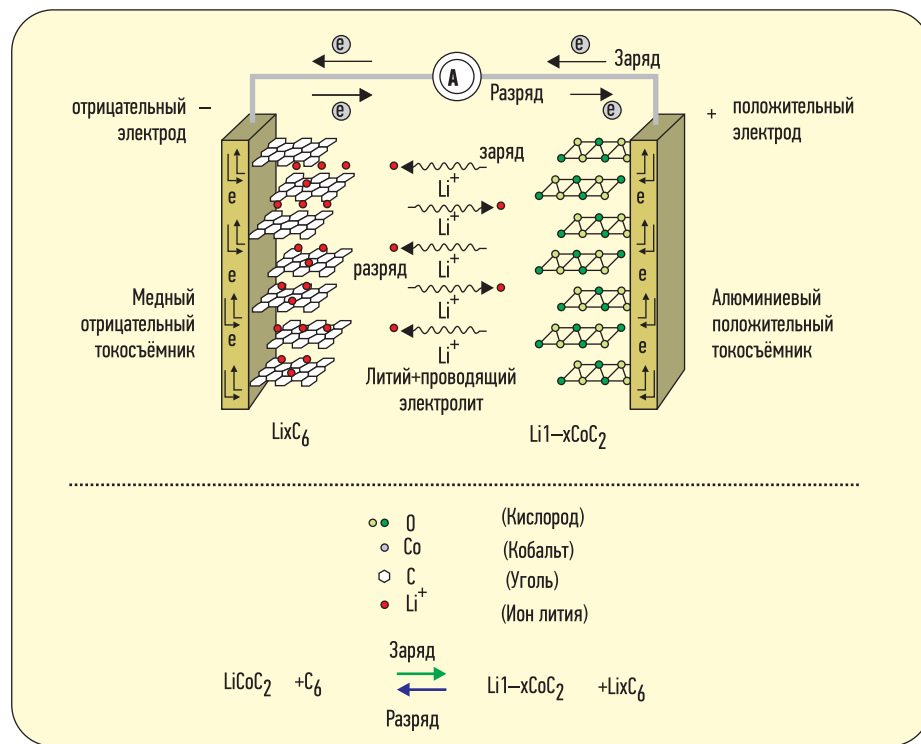 e
e
Заряд
A
Разряд
e
e
отрицательный −
электрод
+ положительный
электрод
заряд
Li+
Li+
разряд
Li+
Li+
Li+
e
e
e
e
e
e
Медный
отрицательный
токосъёмник
Алюминиевый
положительный
токосъёмник
Литий+проводящий
электролит
LixC6
Li1−xCoC2
O (Кислород)
Co (Кобальт)
C (Уголь)
Li+ (Ион лития)
Заряд
LiCoC2 +C6 Li1−xCoC2 +LixC6
Разряд